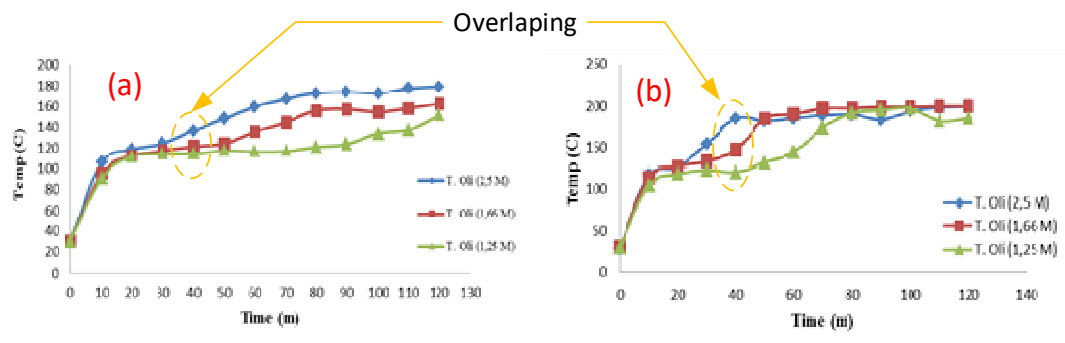 Overlaping
(a)
200
180
160
140
120
100
80
60
40
20
0
Temp (C)
0 10 20 30 40 50 60 70 80 90 100 110 120 130
Time (m)
T. Oli (2,5 M)
T. Oli (1,66 M)
T. Oli (1,25 M)
(b)
250
200
150
100
50
0
Temp (C)
0 20 40 60 80 100 120 140
Time (m)
T. Oli (2,5 M)
T. Oli (1,66 M)
T. Oli (1,25 M)